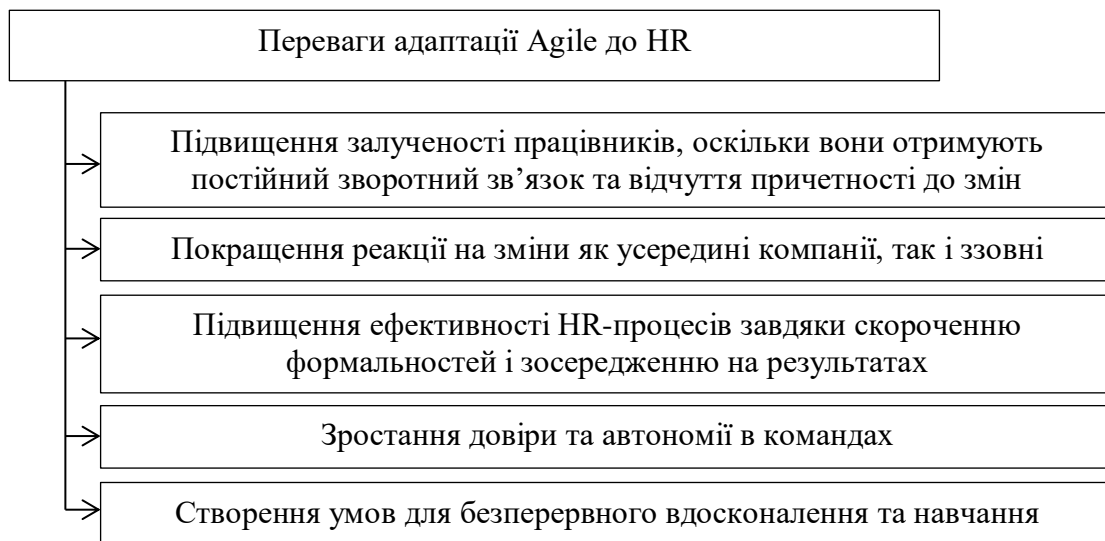 Переваги адаптації Agile до HR
Підвищення залученості працівників, оскільки вони отримують
постійний зворотний зв’язок та відчуття причетності до змін
Покращення реакції на зміни як усередині компанії, так і ззовні
Підвищення ефективності HR-процесів завдяки скороченню
формальностей і зосередженню на результатах
Зростання довіри та автономії в командах
Створення умов для безперервного вдосконалення та навчання